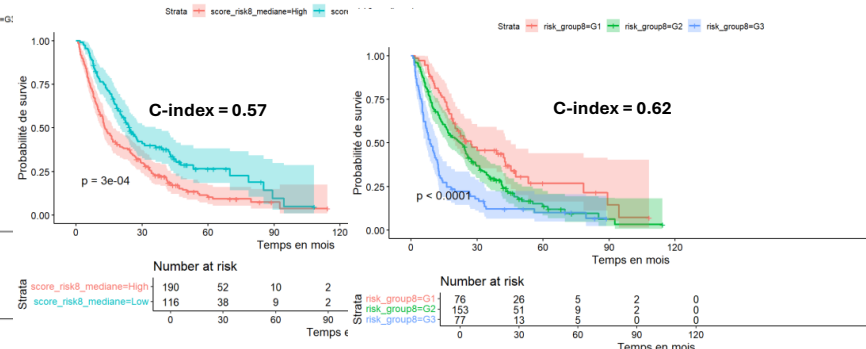 =G3
Strata score_risk8_mediane=High scor
1.00
0.75
0.50
0.25
0.00
Probabilité de survie
C-index = 0.57
p = 3e-04
0 30 60 90 120
Temps en mois
Number at risk
Strata
score_risk8_mediane=High 190 52 10 2
score_risk8_mediane=Low 116 38 9 2
0 30 60 90
Temps e
Strata risk_group8=G1 risk_group8=G2 risk_group8=G3
1.00
0.75
0.50
0.25
0.00
Probabilité de survie
C-index = 0.62
p < 0.0001
0 30 60 90 120
Temps en mois
Number at risk
Strata
risk_group8=G1 76 26 5 2 0
risk_group8=G2 153 51 9 2 0
risk_group8=G3 77 13 5 0 0
0 30 60 90 120
Temps en mois